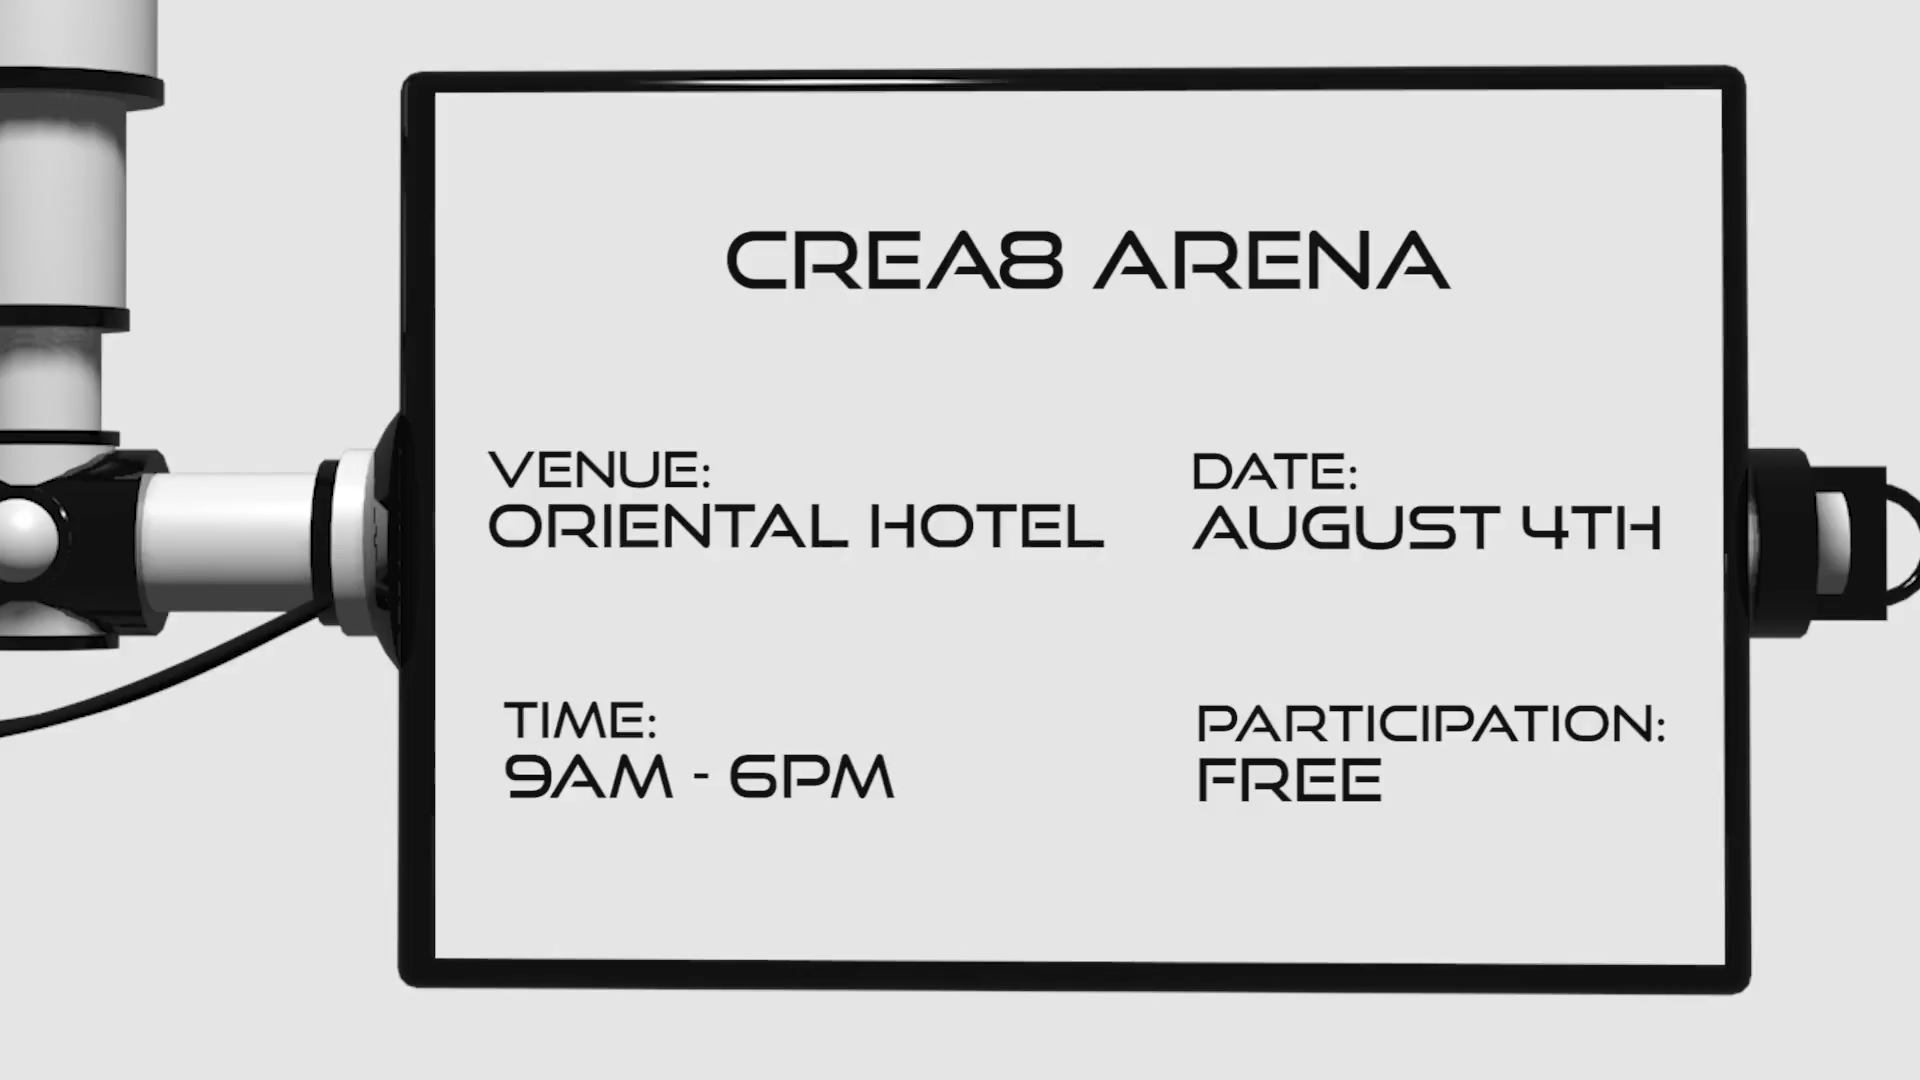 CREA8 ARENA
VENUE:
ORIENTAL HOTEL
DATE:
AUGUST 4TH
TIME:
9AM - 6PM
PARTICIPATION:
FREE